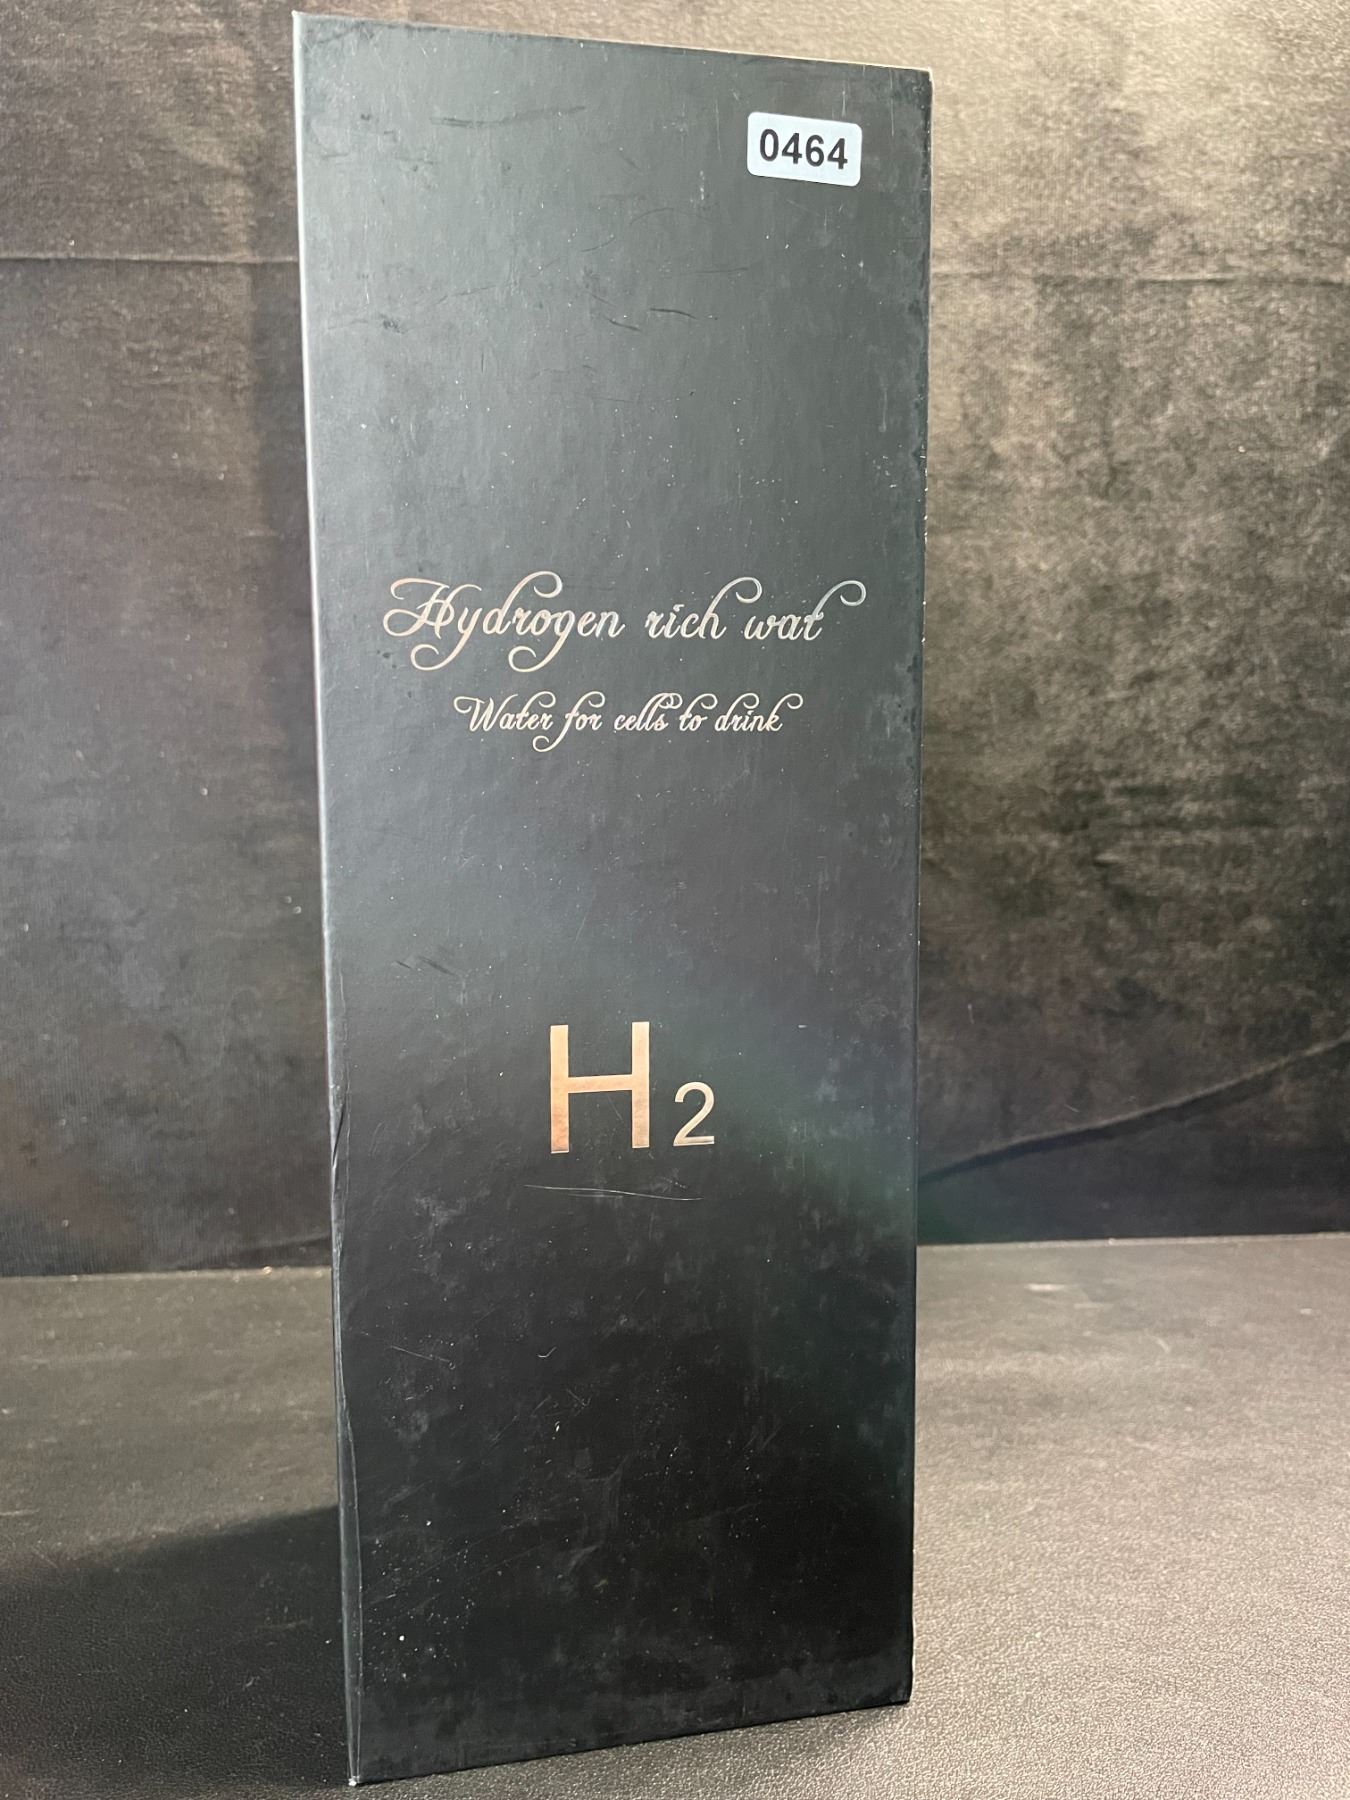 0464
Hydrogen rich wat
Water for cells to drink
H2